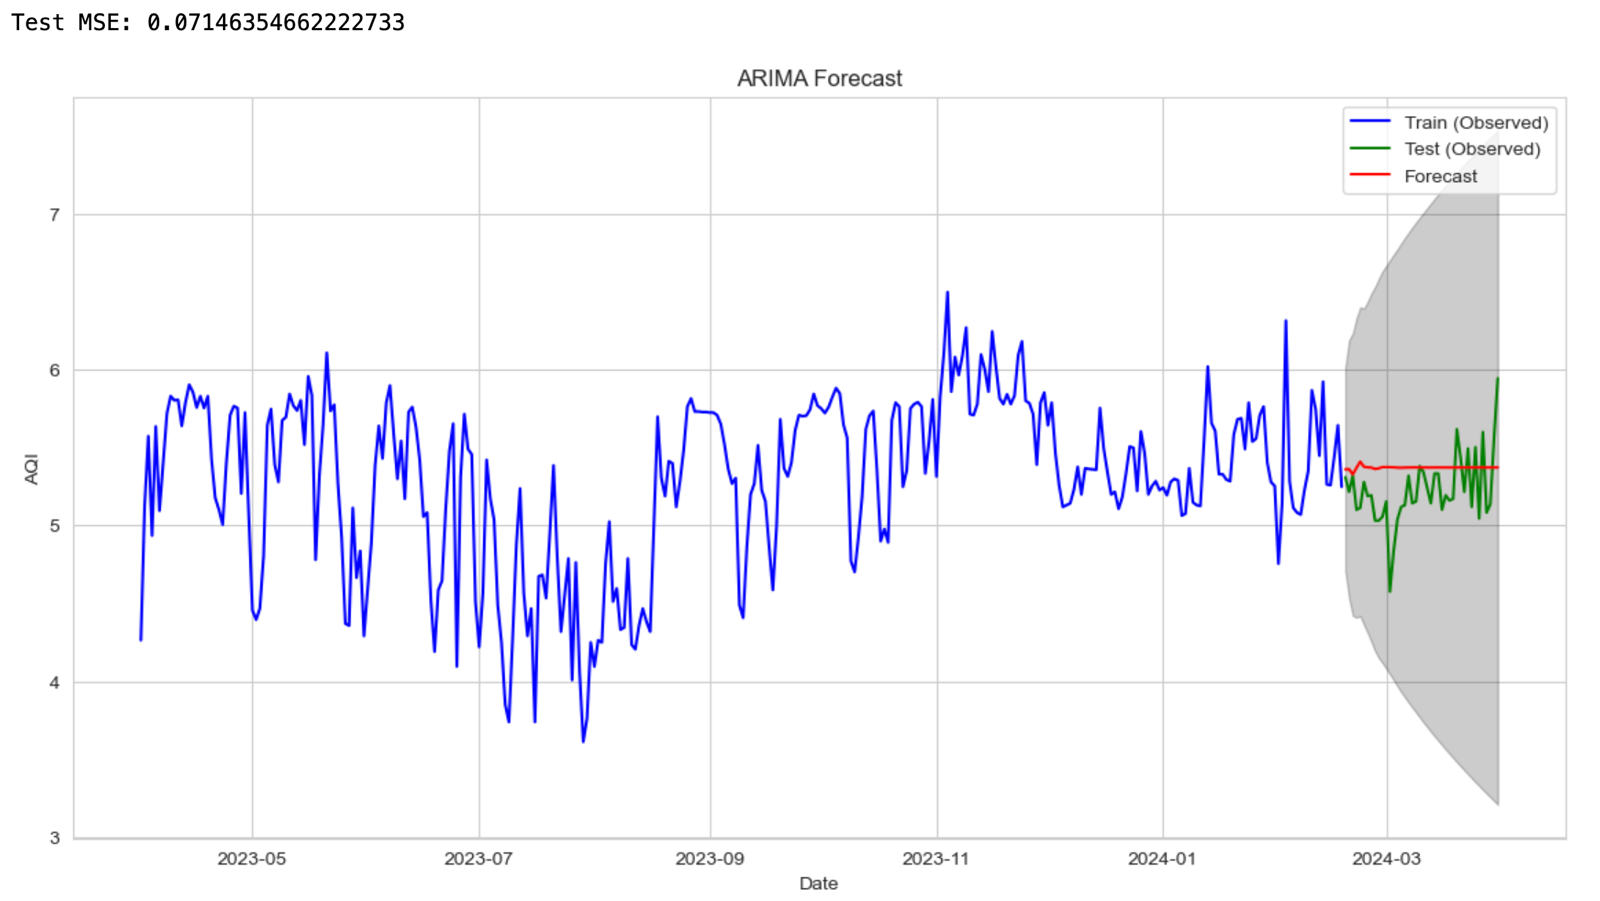 Test MSE: 0.07146354662222733
ARIMA Forecast
Train (Observed)
Test (Observed)
Forecast
7
6
5
4
3
AQI
2023-05
2023-07
2023-09
2023-11
2024-01
2024-03
Date